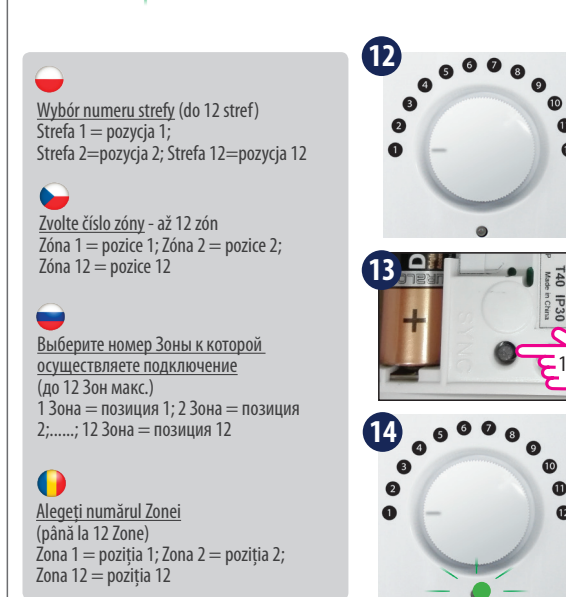 Wybór numeru strefy (do 12 stref)
Strefa 1 = pozycja 1;
Strefa 2=pozycja 2; Strefa 12=pozycja 12
Zvolte číslo zóny - až 12 zón
Zóna 1 = pozice 1; Zóna 2 = pozice 2;
Zóna 12 = pozice 12
Выберите номер Зоны к которой
осуществляете подключение
(до 12 Зон макс.)
1 Зона = позиция 1; 2 Зона = позиция
2;......; 12 Зона = позиция 12
Alegeți numărul Zonei
(până la 12 Zone)
Zona 1 = poziția 1; Zona 2 = poziția 2;
Zona 12 = poziția 12
12
1 2 3 4 5 6 7 8 9 10
13
+
SYNC
T40 IP30
Made in China
1
14
1 2 3 4 5 6 7 8 9 10 11 12